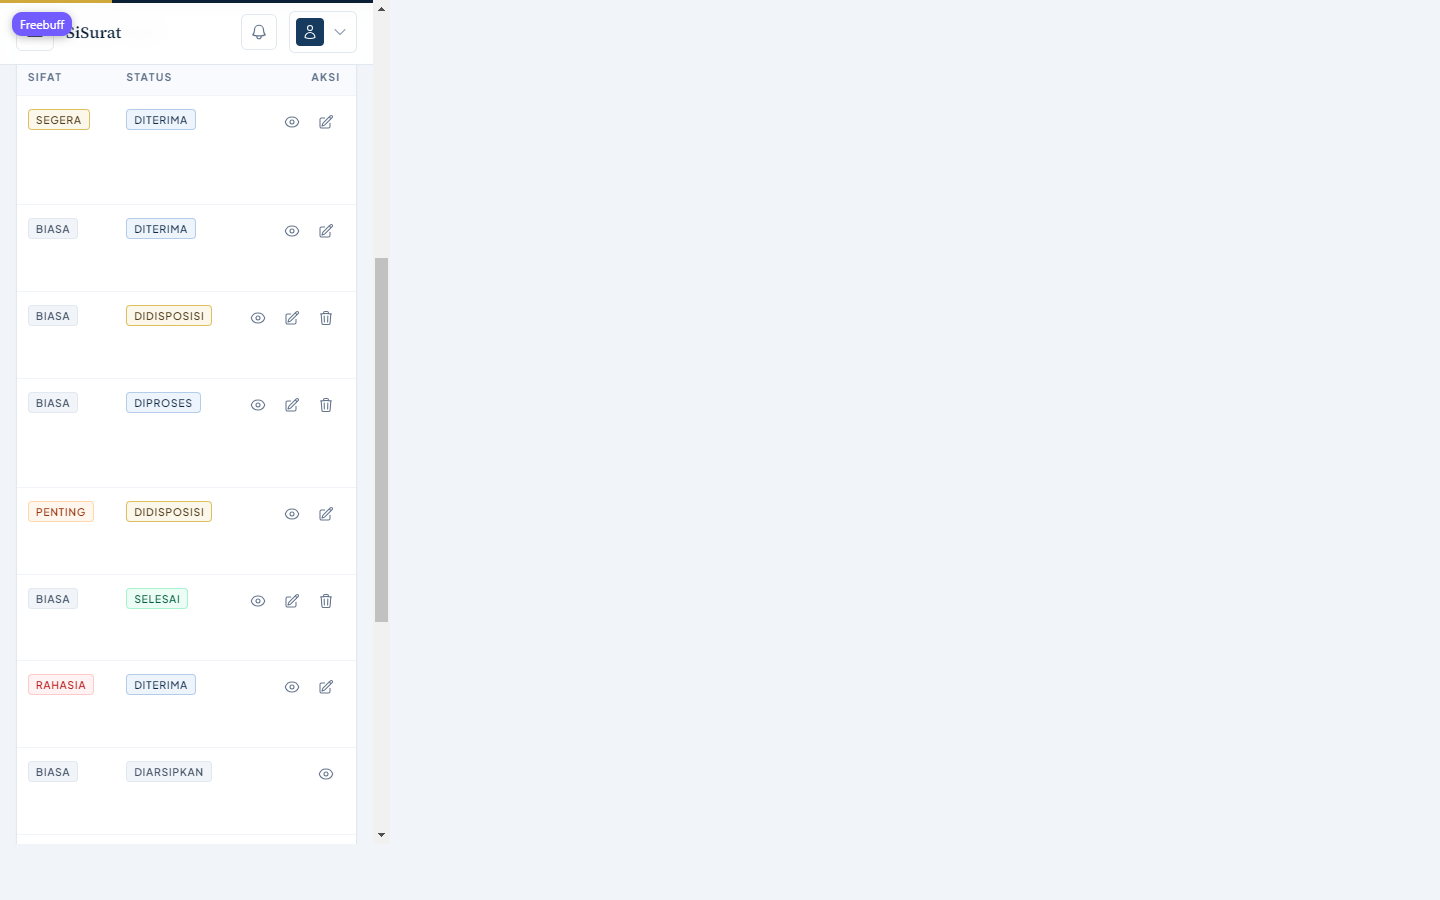 Freebuff
SiSurat
SIFAT STATUS AKSI
SEGERA DITERIMA
BIASA DITERIMA
BIASA DIDISPOSISI
BIASA DIPROSES
PENTING DIDISPOSISI
BIASA SELESAI
RAHASIA DITERIMA
BIASA DIARSIPKAN